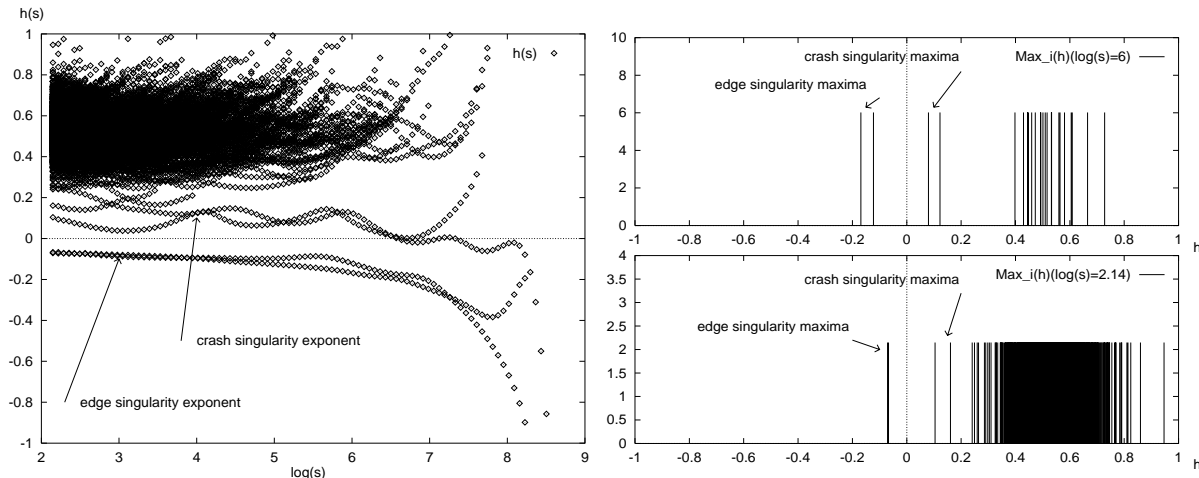 h(s)
1
0.8
0.6
0.4
0.2
0
-0.2
-0.4
-0.6
-0.8
-1
h(s)
crash singularity exponent
edge singularity exponent
2 3 4 5 6 7 8 9
log(s)
10
8
6
4
2
0
crash singularity maxima
Max_i(h)(log(s)=6)
edge singularity maxima
-1 -0.8 -0.6 -0.4 -0.2 0 0.2 0.4 0.6 0.8 1
h
4
3.5
3
2.5
2
1.5
1
0.5
0
crash singularity maxima
Max_i(h)(log(s)=2.14)
edge singularity maxima
-1 -0.8 -0.6 -0.4 -0.2 0 0.2 0.4 0.6 0.8 1
h